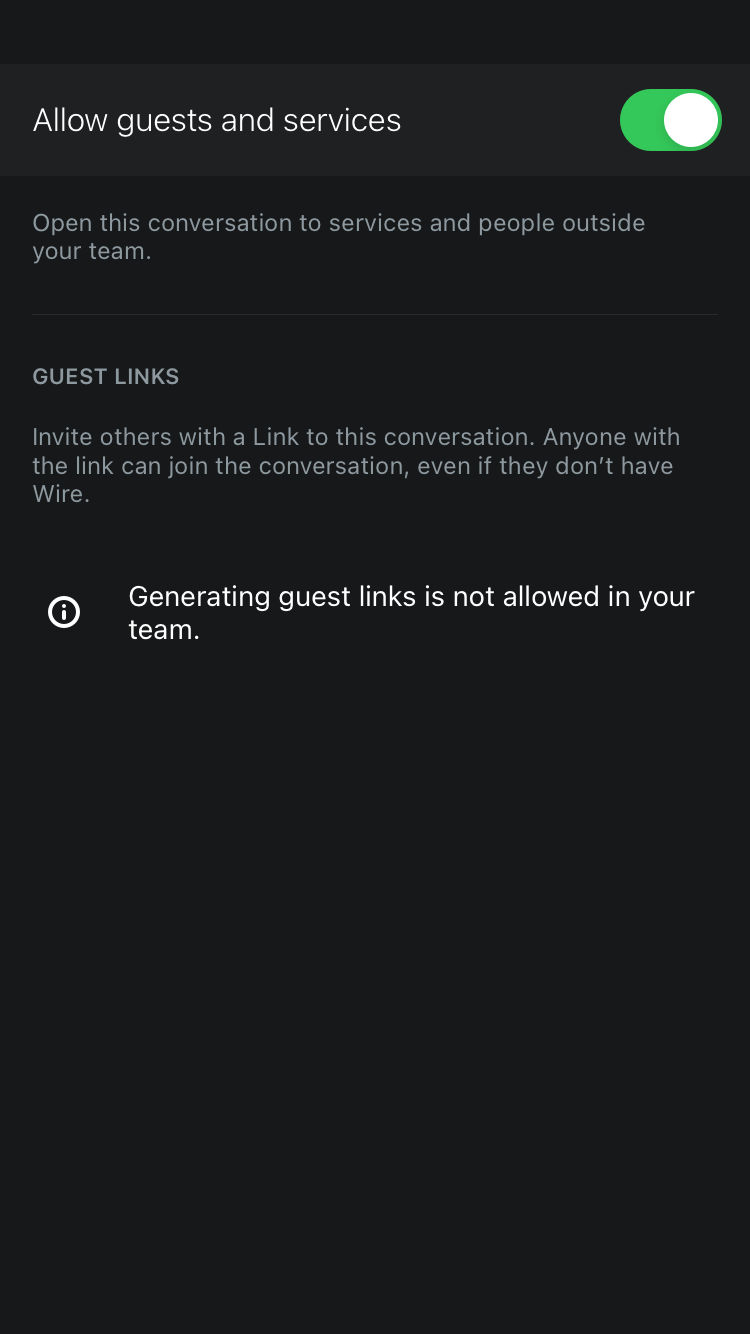 Allow guests and services
Open this conversation to services and people outside
your team.
GUEST LINKS
Invite others with a Link to this conversation. Anyone with
the link can join the conversation, even if they don’t have
Wire.
Generating guest links is not allowed in your
team.